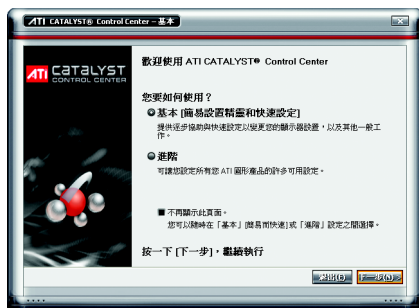 ATI CATALYST® Control Center – 基本
ATI CATALYST
CONTROL CENTER
歡迎使用 ATI CATALYST® Control Center
您要如何使用？
基本 [簡易設置精靈和快速設定]
提供逐步協助與快速設定以變更您的顯示器設置，以及其他一般工
作。
進階
可讓您設定所有您 ATI 圖形產品的許多可用設定。
不再顯示此頁面。
您可以隨時在「基本」[簡易而快速]或「進階」設定之間選擇。
按一下 [下一步]，繼續執行
退出(E)
下一步(N)